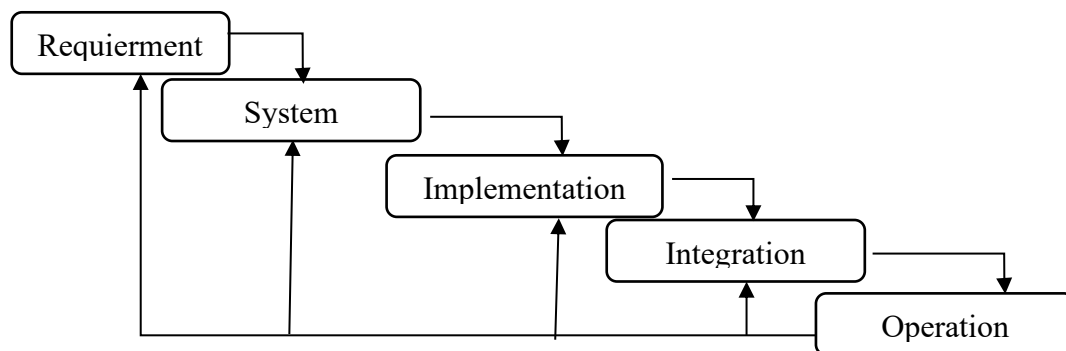 Requierment
System
Implementation
Integration
Operation